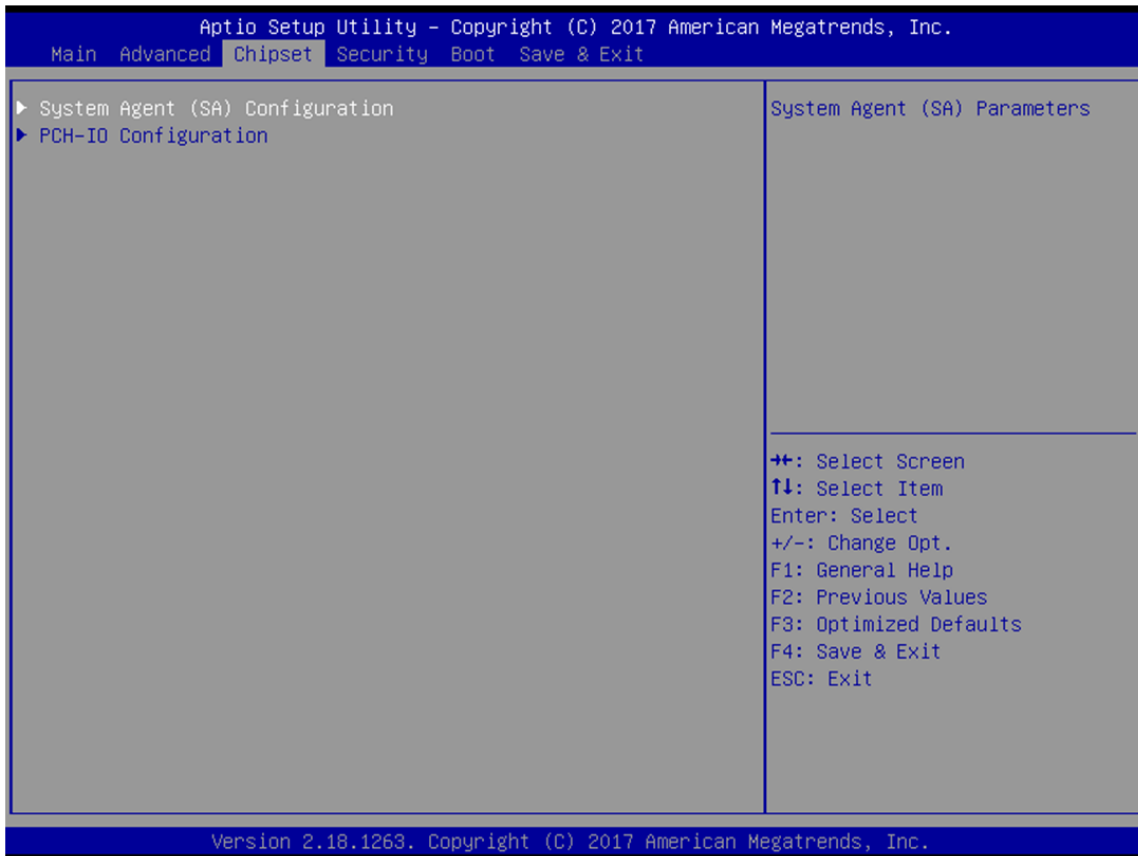 Aptio Setup Utility – Copyright (C) 2017 American Megatrends, Inc.
Main Advanced Chipset Security Boot Save & Exit
▶ System Agent (SA) Configuration
▶ PCH-IO Configuration
System Agent (SA) Parameters
→←: Select Screen
↑↓: Select Item
Enter: Select
+/-: Change Opt.
F1: General Help
F2: Previous Values
F3: Optimized Defaults
F4: Save & Exit
ESC: Exit
Version 2.18.1263. Copyright (C) 2017 American Megatrends, Inc.